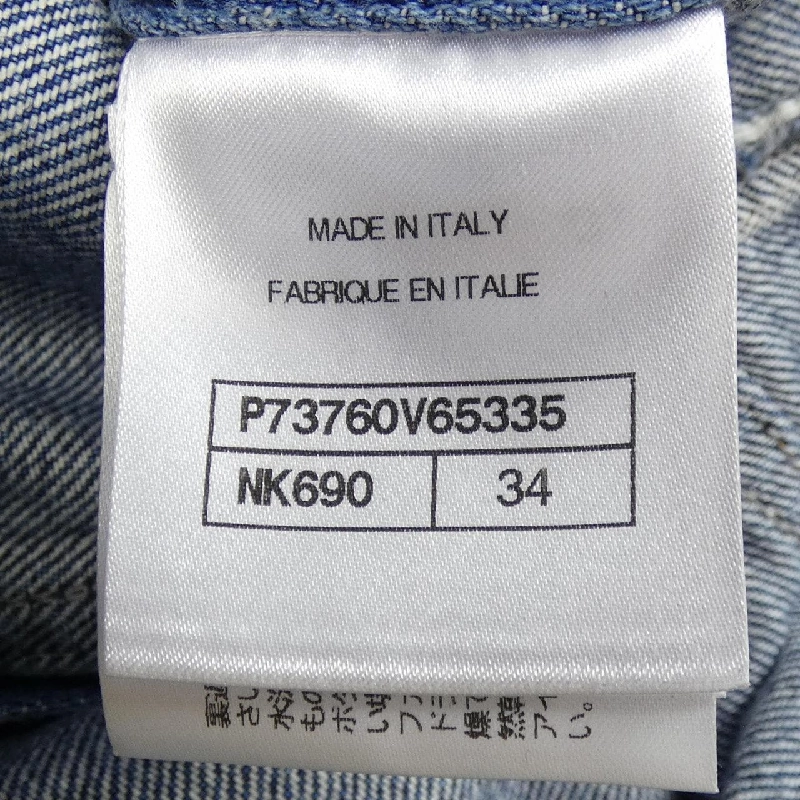 MADE IN ITALY
FABRIQUE EN ITALIE
P73760V65335
NK690 34